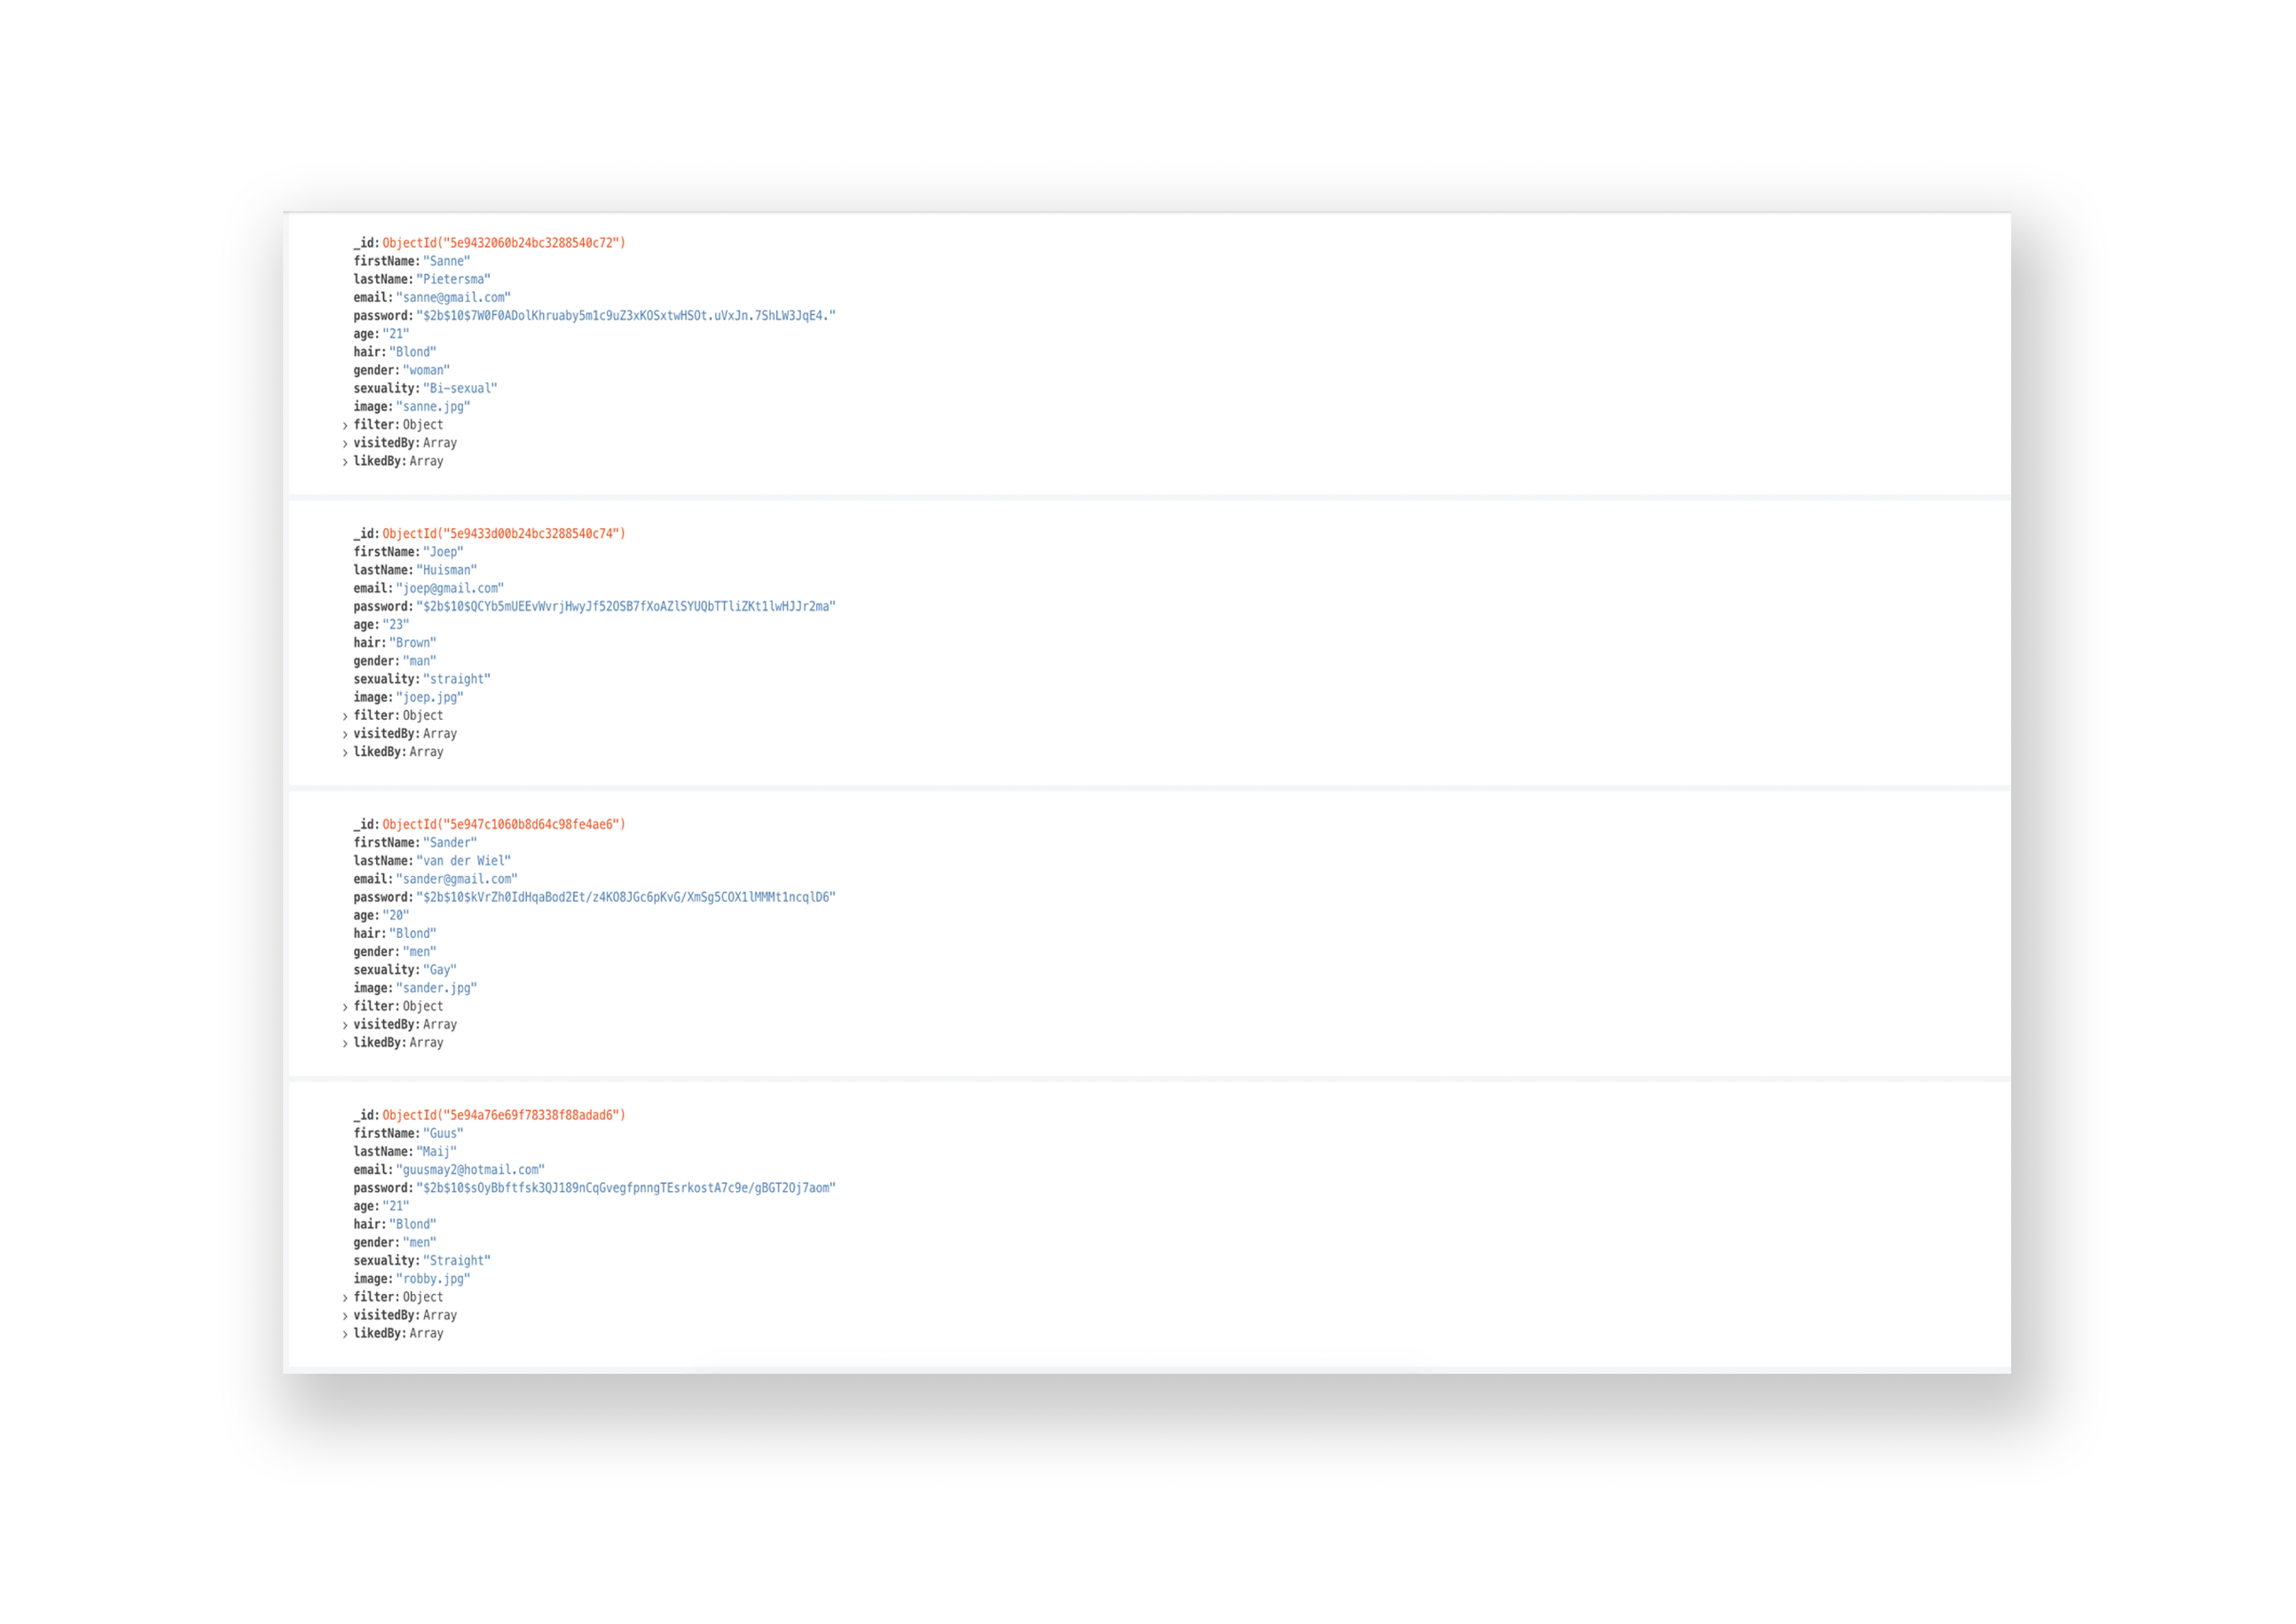 _id: ObjectId("5e9432060b24bc3288540c72")
firstName: "Sanne"
lastName: "Pietersma"
email: "sanne@gmail.com"
password: "$2b$10$7W0F0ADolKhruaby5m1c9uZ3xKOSxtwHSOt.uVxJn.7ShLW3JqE4."
age: "21"
hair: "Blond"
gender: "woman"
sexuality: "Bi-sexual"
image: "sanne.jpg"
> filter: Object
> visitedBy: Array
> likedBy: Array
_id: ObjectId("5e9433d00b24bc3288540c74")
firstName: "Joep"
lastName: "Huisman"
email: "joep@gmail.com"
password: "$2b$10$QCYb5mUEEvWvrjHwyJf52OSB7fXoAZlSYUQbTTliZKt1lwHJJr2ma"
age: "23"
hair: "Brown"
gender: "man"
sexuality: "straight"
image: "joep.jpg"
> filter: Object
> visitedBy: Array
> likedBy: Array
_id: ObjectId("5e947c1060b8d64c98fe4ae6")
firstName: "Sander"
lastName: "van der Wiel"
email: "sander@gmail.com"
password: "$2b$10$kVrZh0IdHqaBod2Et/z4KO8JGc6pKvG/XmSg5COX1lMMMt1ncqlD6"
age: "20"
hair: "Blond"
gender: "men"
sexuality: "Gay"
image: "sander.jpg"
> filter: Object
> visitedBy: Array
> likedBy: Array
_id: ObjectId("5e94a76e69f78338f88adad6")
firstName: "Guus"
lastName: "Maij"
email: "guusmay2@hotmail.com"
password: "$2b$10$sOyBbftfsk3QJ189nCqGvegfpnngTEsrkostA7c9e/gBGT2Oj7aom"
age: "21"
hair: "Blond"
gender: "men"
sexuality: "Straight"
image: "robby.jpg"
> filter: Object
> visitedBy: Array
> likedBy: Array